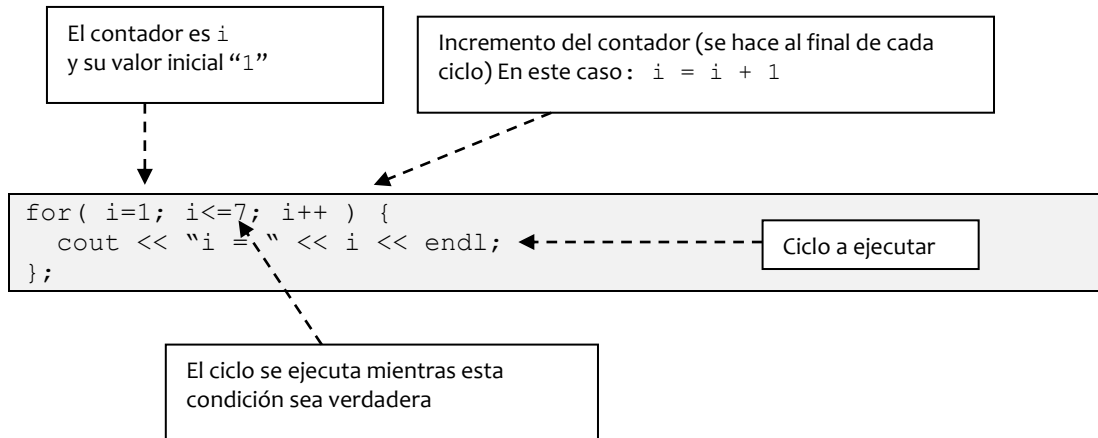 El contador es i
y su valor inicial “1”
Incremento del contador (se hace al final de cada
ciclo) En este caso: i = i + 1
for( i=1; i<=7; i++ ) {
cout << “i = ” << i << endl;
};
Ciclo a ejecutar
El ciclo se ejecuta mientras esta
condición sea verdadera